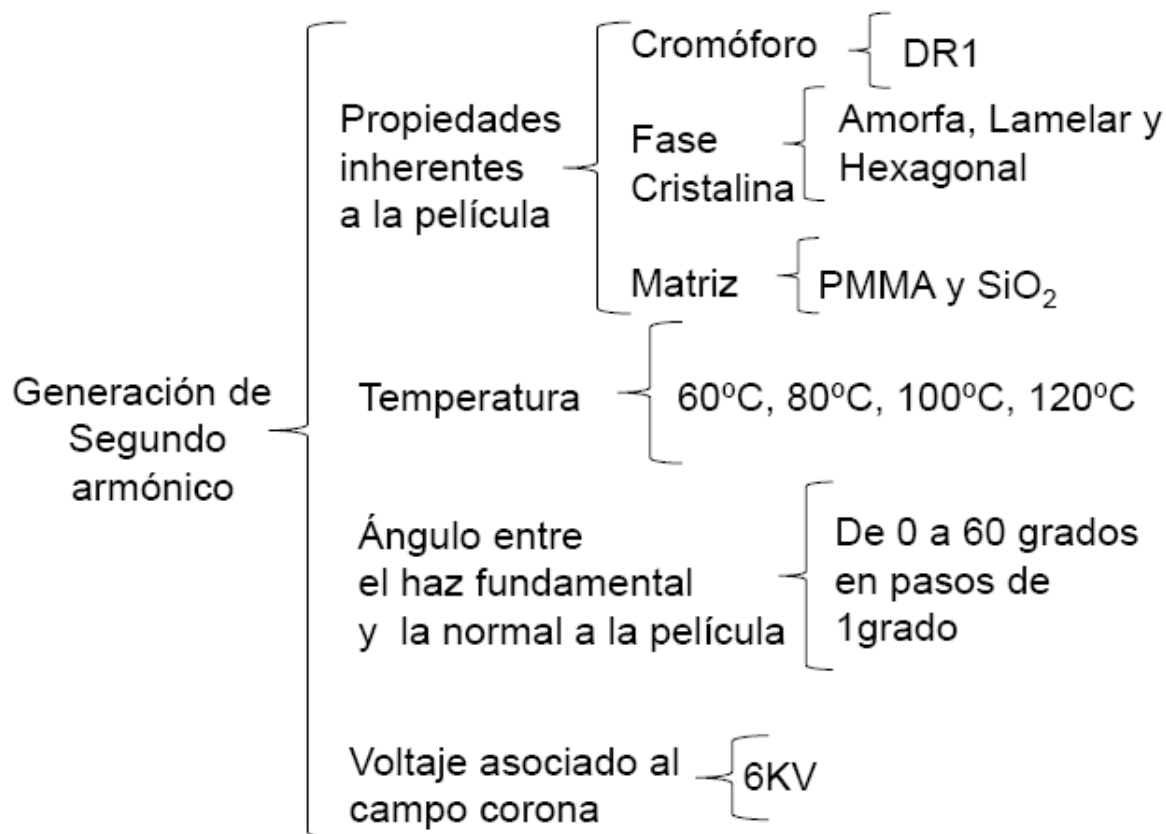 Generación de
Segundo
armónico
Propiedades
inherentes
a la película
Cromóforo
DR1
Fase
Cristalina
Amorfa, Lamelar y
Hexagonal
Matriz
PMMA y SiO₂
Temperatura
60ºC, 80ºC, 100ºC, 120ºC
Ángulo entre
el haz fundamental
y la normal a la película
De 0 a 60 grados
en pasos de
1grado
Voltaje asociado al
campo corona
6KV